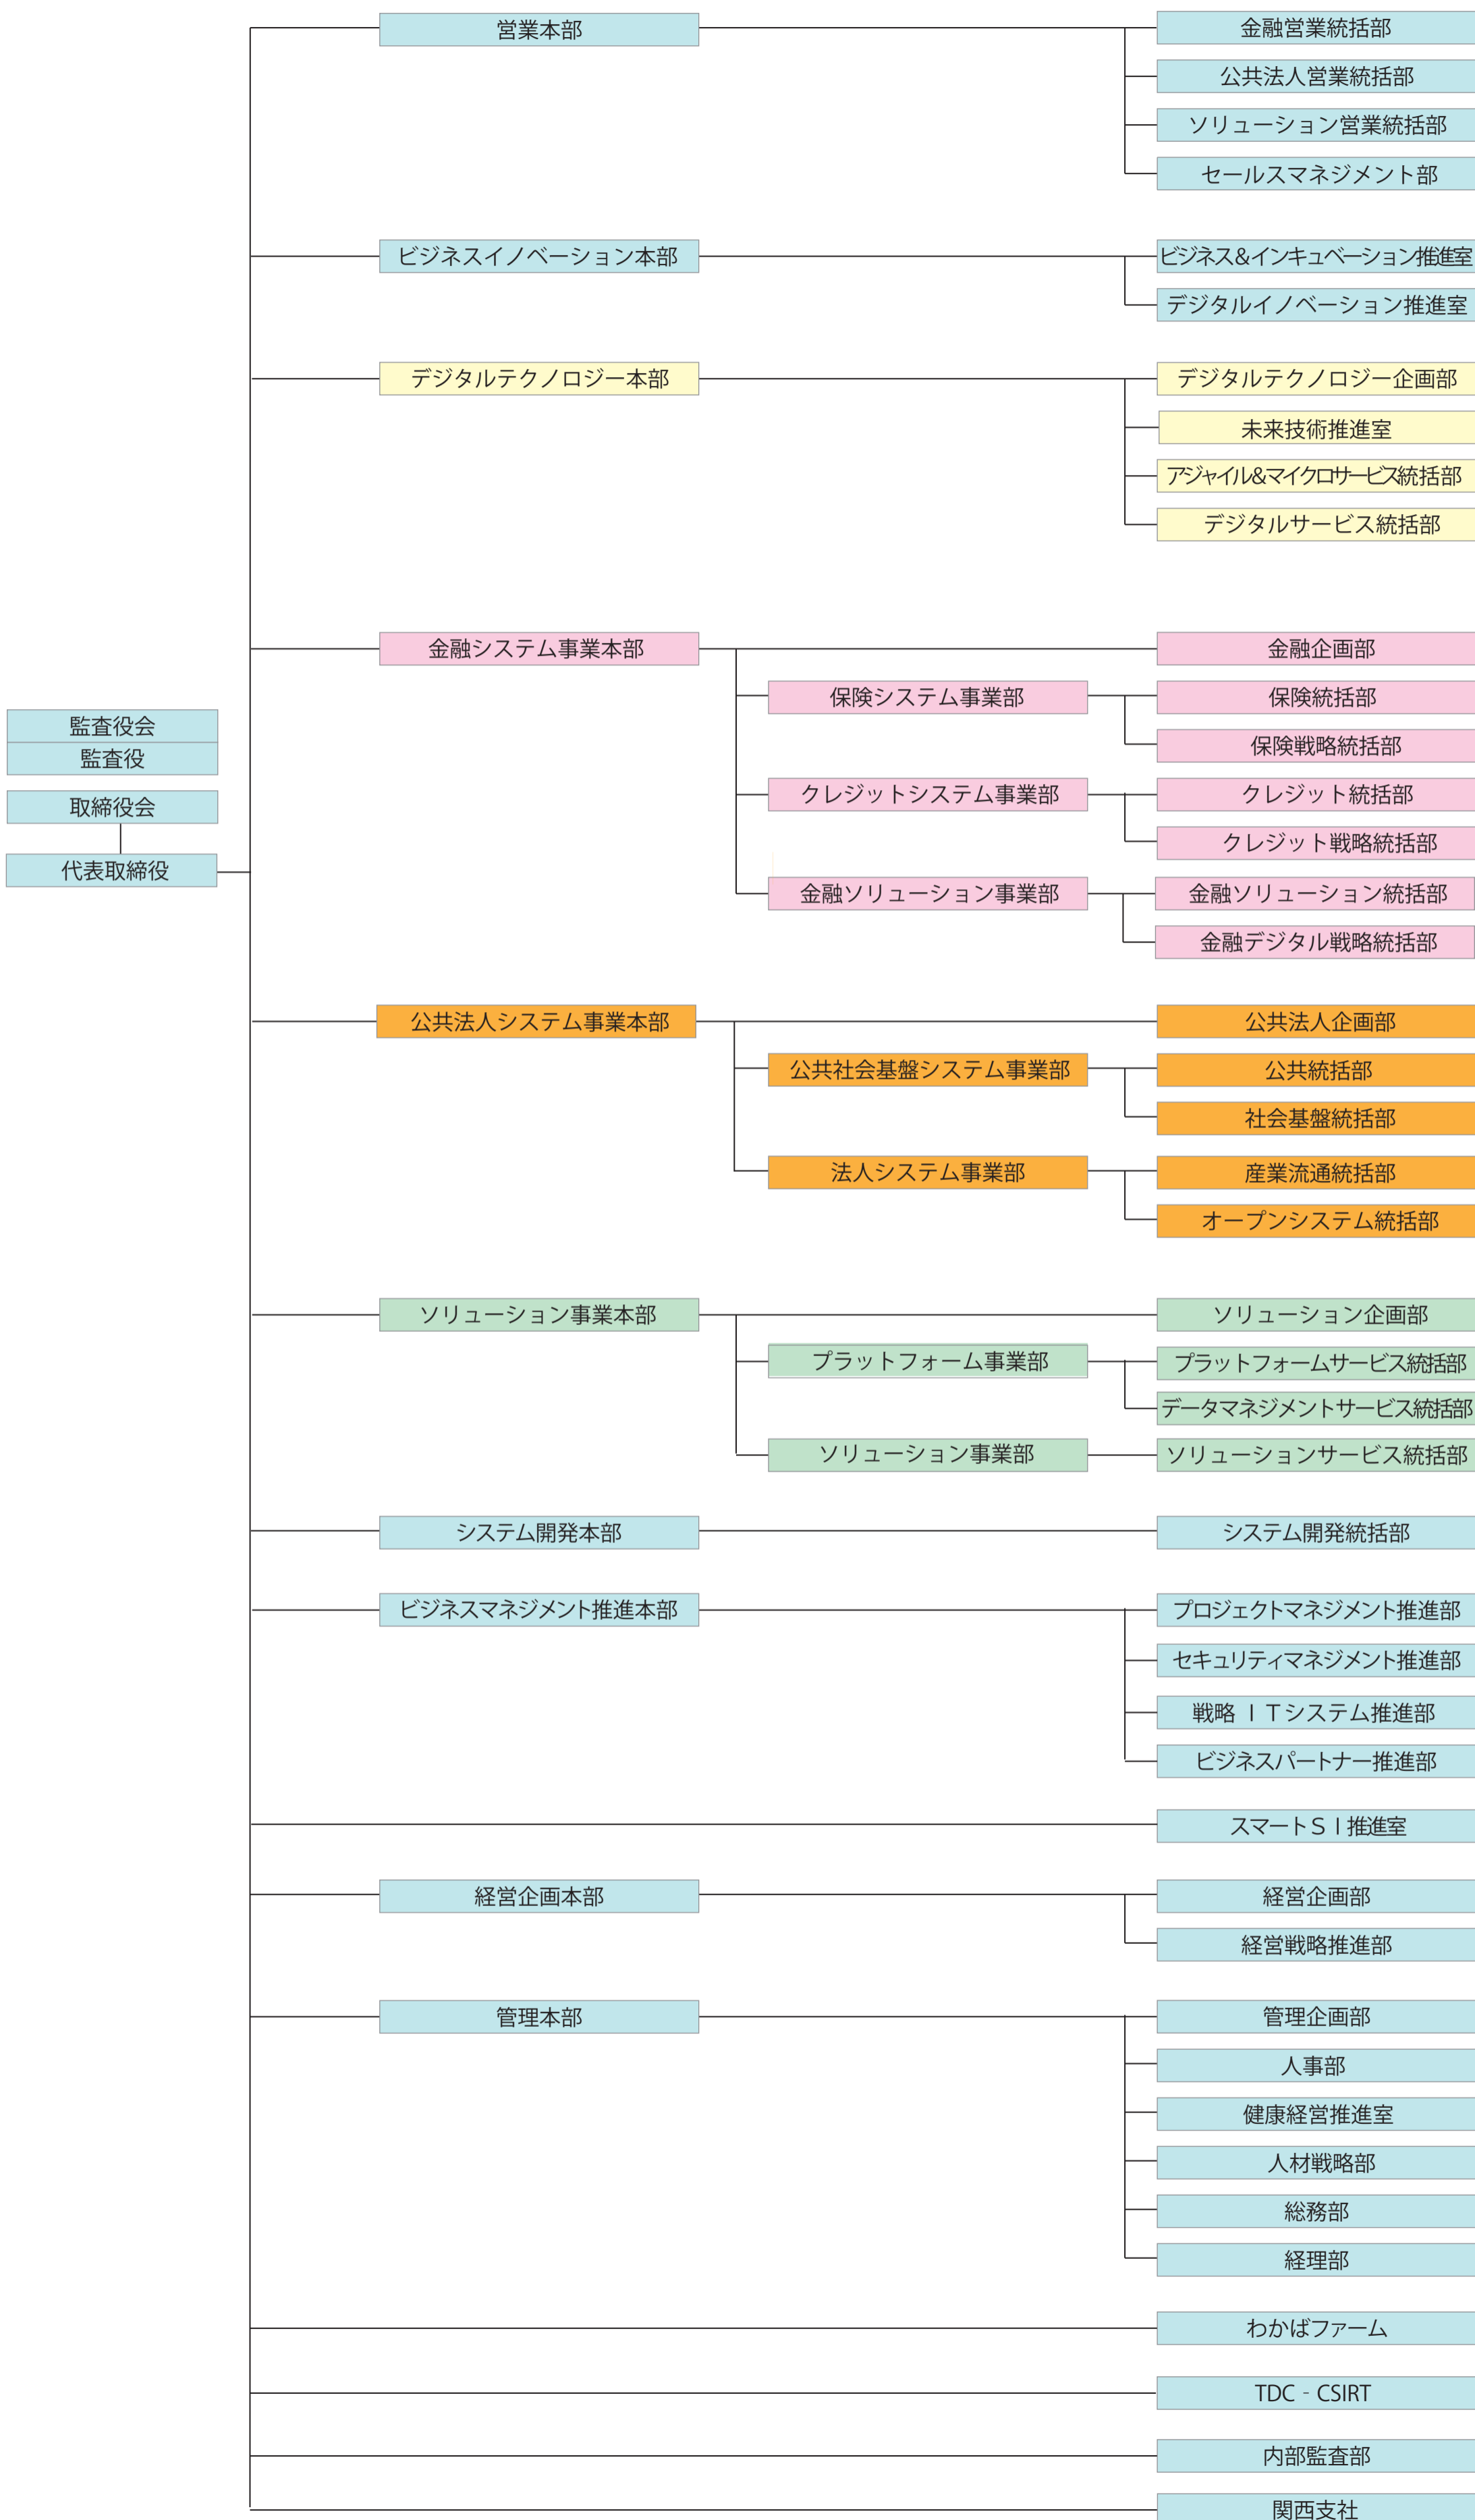 営業本部
金融営業統括部
公共法人営業統括部
ソリューション営業統括部
セールスマネジメント部
ビジネスイノベーション本部
ビジネス&インキュベーション推進室
デジタルイノベーション推進室
デジタルテクノロジー本部
デジタルテクノロジー企画部
未来技術推進室
アジャイル&マイクロサービス統括部
デジタルサービス統括部
監査役会
監査役
取締役会
代表取締役
金融システム事業本部
金融企画部
保険システム事業部
保険統括部
保険戦略統括部
クレジットシステム事業部
クレジット統括部
クレジット戦略統括部
金融ソリューション事業部
金融ソリューション統括部
金融デジタル戦略統括部
公共法人システム事業本部
公共法人企画部
公共社会基盤システム事業部
公共統括部
社会基盤統括部
法人システム事業部
産業流通統括部
オープンシステム統括部
ソリューション事業本部
ソリューション企画部
プラットフォーム事業部
プラットフォームサービス統括部
データマネジメントサービス統括部
ソリューション事業部
ソリューションサービス統括部
システム開発本部
システム開発統括部
ビジネスマネジメント推進本部
プロジェクトマネジメント推進部
セキュリティマネジメント推進部
戦略ITシステム推進部
ビジネスパートナー推進部
スマートSI推進室
経営企画本部
経営企画部
経営戦略推進部
管理本部
管理企画部
人事部
健康経営推進室
人材戦略部
総務部
経理部
わかばファーム
TDC‐CSIRT
内部監査部
関西支社